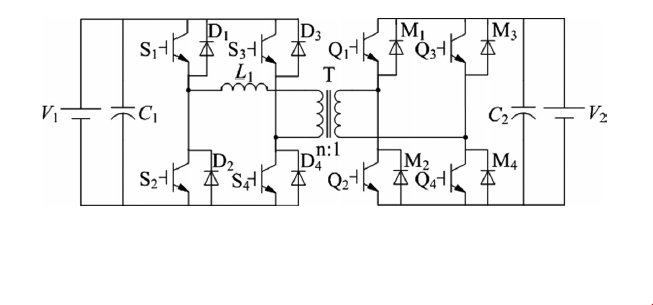 D1 D3 M1 M3
S1 S3 Q1 Q3
L1 T
V1 C1 C2 V2
n:1
D2 D4 M2 M4
S2 S4 Q2 Q4